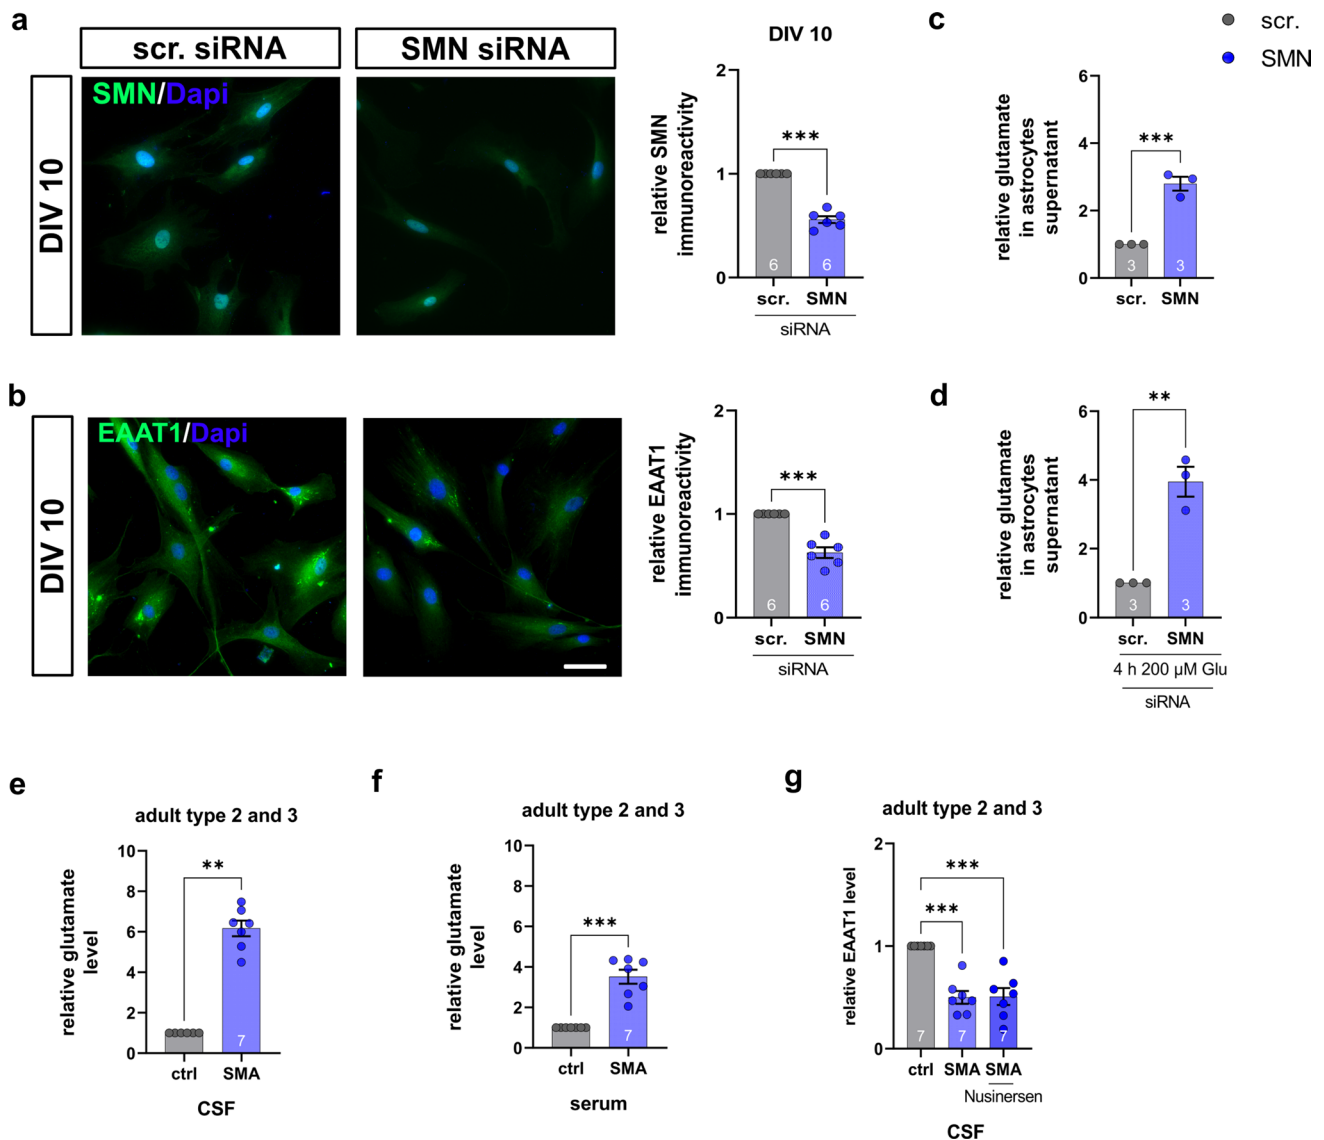 a
scr. siRNA
SMN siRNA
DIV 10
SMN/Dapi
DIV 10
relative SMN
immunoreactivity
2
1
0
***
6
6
scr.
SMN
siRNA
c
scr.
SMN
relative glutamate
in astrocytes
supernatant
6
4
2
0
***
3
3
scr.
SMN
b
DIV 10
EAAT1/Dapi
relative EAAT1
immunoreactivity
2
1
0
***
6
6
scr.
SMN
siRNA
d
relative glutamate
in astrocytes
supernatant
6
4
2
0
**
3
3
scr.
SMN
4 h 200 µM Glu
siRNA
e
adult type 2 and 3
relative glutamate
level
10
8
6
4
2
0
**
7
ctrl
SMA
CSF
f
adult type 2 and 3
relative glutamate
level
10
8
6
4
2
0
***
7
ctrl
SMA
serum
g
adult type 2 and 3
relative EAAT1 level
2
1
0
***
***
7
7
7
ctrl
SMA
SMA
Nusinersen
CSF